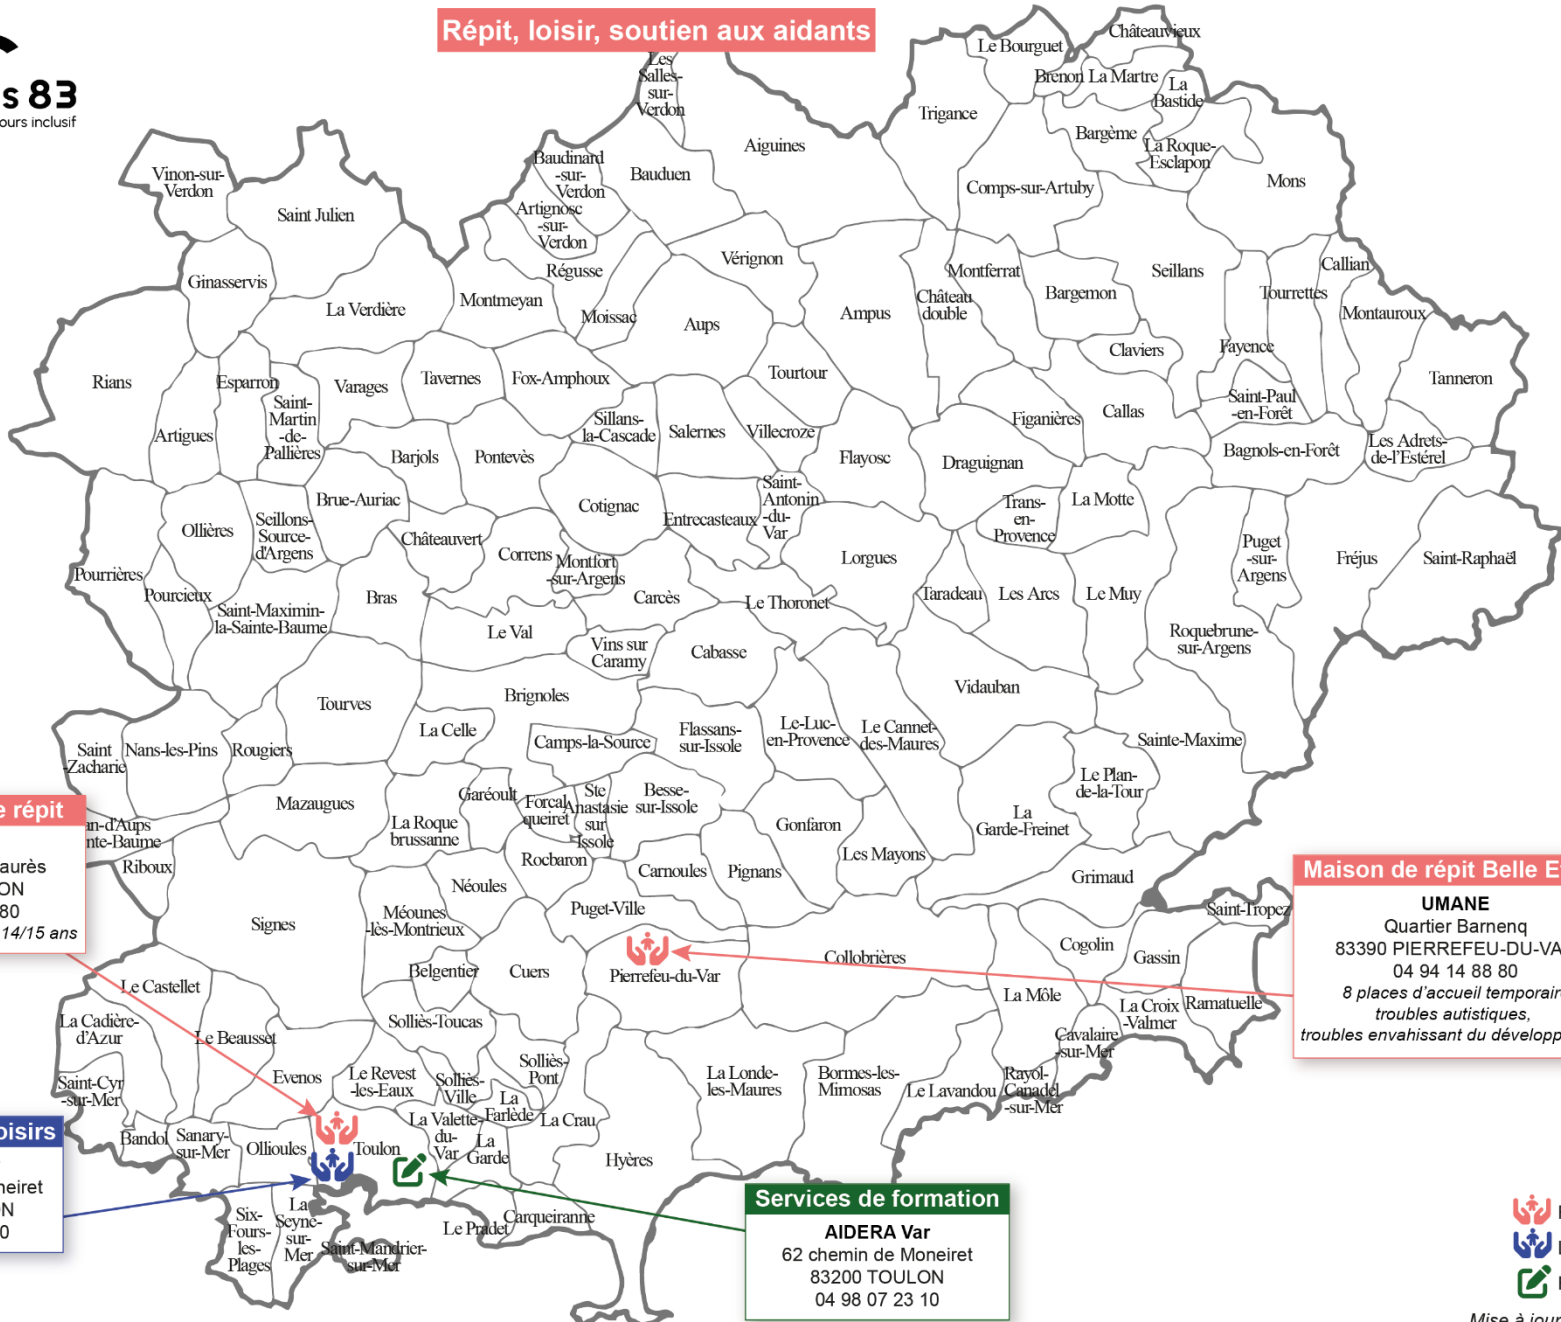 Répit, loisir, soutien aux aidants
s 83
ours inclusif
Châteauvieux
Le Bourguet
Brenon
La Martre
La
Bastide
Les
Salles-
sur-
Verdon
Trigance
Bargème
La Roque-
Esclapon
Aiguines
Mons
Comps-sur-Artuby
Baudinard
-sur-
Verdon
Bauduen
Vinon-sur-
Verdon
Saint Julien
Artignosc
-sur-
Verdon
Régusse
Vérignon
Montferrat
Seillans
Callian
Ginasservis
La Verdière
Montmeyan
Moissac
Aups
Ampus
Château
double
Bargemon
Tourrettes
Montauroux
Claviers
Fayence
Rians
Esparron
Varages
Tavernes
Fox-Amphoux
Tourtour
Tanneron
Saint-
Martin
-de-
Pallières
Artigues
Sillans-
la-Cascade
Salernes
Villecroze
Figanières
Callas
Saint-Paul
-en-Forêt
Barjols
Pontevès
Flayosc
Draguignan
Bagnols-en-Forêt
Les Adrets-
de-l'Estérel
Brue-Auriac
Cotignac
Entrecasteaux
Saint-
Antonin
-du-
Var
Trans-
en-
Provence
La Motte
Ollières
Seillons-
Source-
d'Argens
Châteauvert
Correns
Montfort
-sur-Argens
Lorgues
Puget
-sur-
Argens
Fréjus
Saint-Raphaël
Pourrières
Pourcieux
Saint-Maximin-
la-Sainte-Baume
Bras
Carcès
Le Thoronet
Taradeau
Les Arcs
Le Muy
Le Val
Vins sur
Caramy
Cabasse
Roquebrune-
sur-Argens
Tourves
Brignoles
Vidauban
La Celle
Camps-la-Source
Flassans-
sur-Issole
Le-Luc-
en-Provence
Le Cannet-
des-Maures
Sainte-Maxime
Saint
-Zacharie
Nans-les-Pins
Rougiers
Mazaugues
Garéoult
Forcal
queiret
Ste
Anastasie
sur
Issole
Besse-
sur-Issole
Le Plan-
de-la-Tour
La
Garde-Freinet
La Roque
brussanne
Gonfaron
Les Mayons
Rocbaron
Carnoules
Pignans
an-d'Aups
nte-Baume
Riboux
Néoules
Grimaud
Signes
Méounes
-lès-Montrieux
Puget-Ville
Saint-Tropez
Belgentier
Cuers
Pierrefeu-du-Var
Collobrières
Cogolin
Gassin
Le Castellet
La Môle
La Croix
-Valmer
Ramatuelle
La Cadière-
d'Azur
Le Beausset
Solliès-Toucas
Cavalaire
-sur-Mer
Saint-Cyr
-sur-Mer
Evenos
Le Revest
-les-Eaux
Solliès-
Ville
Solliès-
Pont
La
Farlède
La Crau
La Londe-
les-Maures
Bormes-les-
Mimosas
Le Lavandou
Rayol-
Canadel
-sur-Mer
Bandol
Sanary-
sur-Mer
Ollioules
Toulon
La Valette-
du-
Var
La
Garde
Hyères
Six-
Fours-
les-
Plages
La
Seyne-
sur-
Mer
Saint-Mandrier-
sur-Mer
Le Pradet
Carqueiranne
e répit
aurès
ON
80
14/15 ans
oisirs
neiret
N
0
Maison de répit Belle E
UMANE
Quartier Barnenq
83390 PIERREFEU-DU-VA
04 94 14 88 80
8 places d'accueil temporair
troubles autistiques,
troubles envahissant du développ
Services de formation
AIDERA Var
62 chemin de Moneiret
83200 TOULON
04 98 07 23 10
Mise à jour